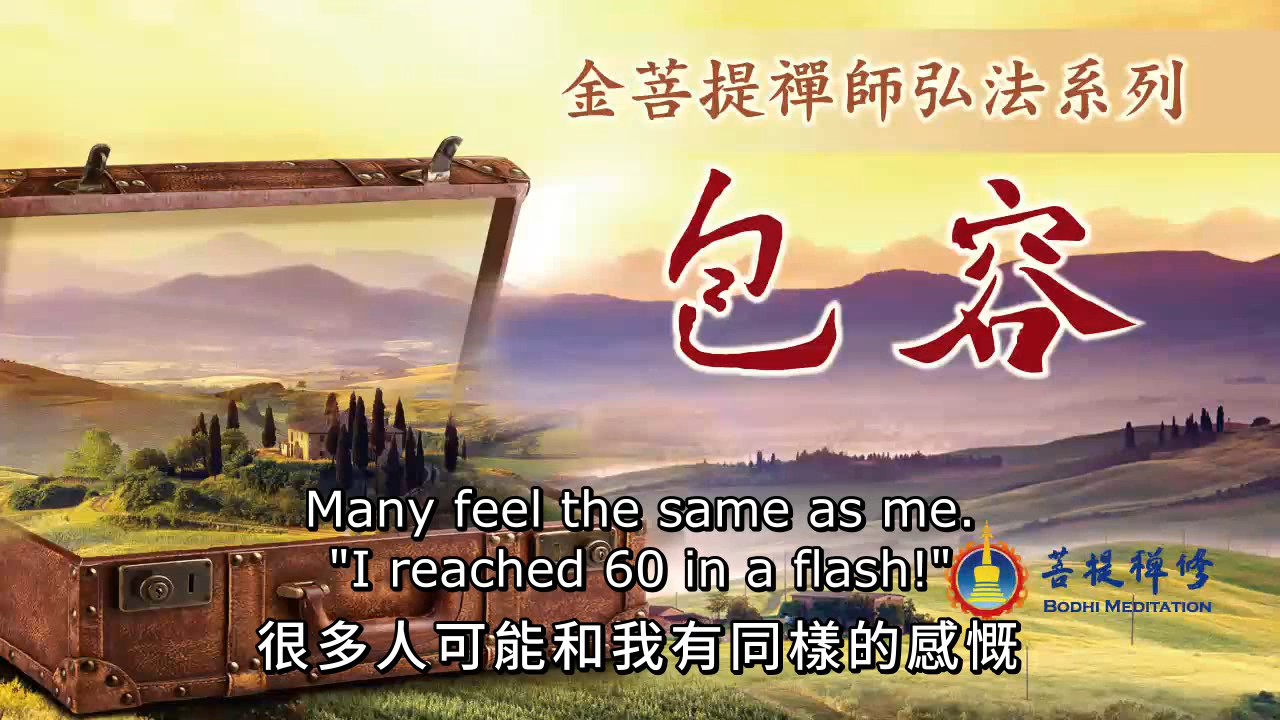 金菩提禪師弘法系列
包容
Many feel the same as me.
"I reached 60 in a flash!"
菩提禪修
BODHI MEDITATION
很多人可能和我有同樣的感慨